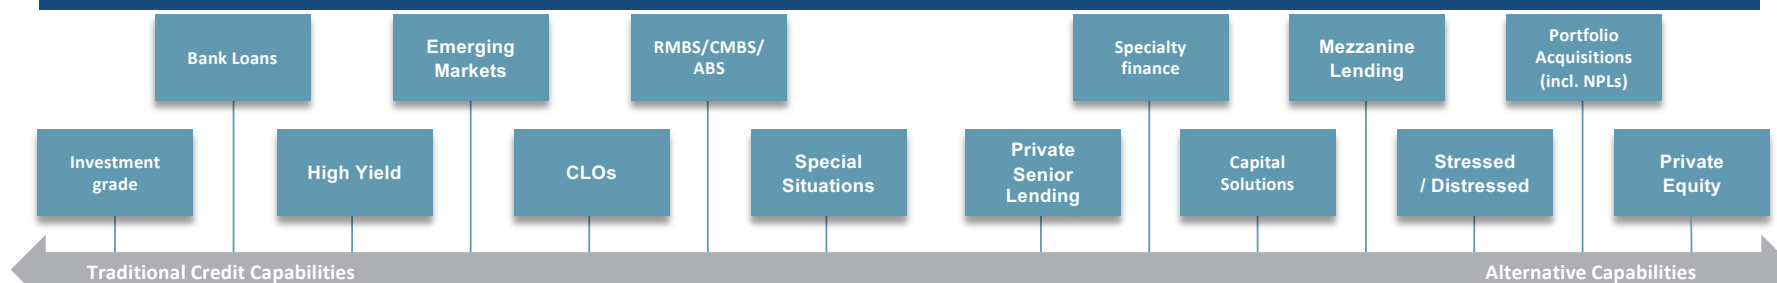 Bank Loans
Emerging
Markets
RMBS/CMBS/
ABS
Specialty
finance
Mezzanine
Lending
Portfolio
Acquisitions
(incl. NPLs)
Investment
grade
High Yield
CLOs
Special
Situations
Private
Senior
Lending
Capital
Solutions
Stressed
/ Distressed
Private
Equity
Traditional Credit Capabilities
Alternative Capabilities